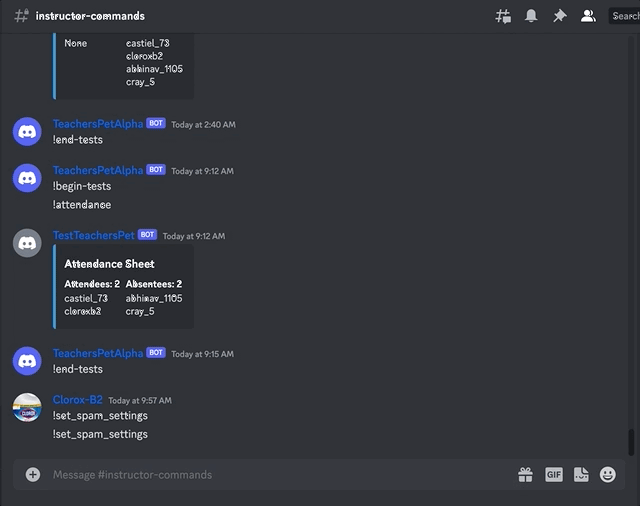 instructor-commands
Search
None castiel_73
cloroxb2
abhinav_1105
cray_5
TeachersPetAlpha BOT Today at 2:40 AM
!end-tests
TeachersPetAlpha BOT Today at 9:12 AM
!begin-tests
!attendance
TestTeachersPet BOT Today at 9:12 AM
Attendance Sheet
Attendees: 2 Absentees: 2
castiel_73 abhinav_1105
cloroxb2 cray_5
TeachersPetAlpha BOT Today at 9:15 AM
!end-tests
Clorox-B2 Today at 9:57 AM
!set_spam_settings
!set_spam_settings
Message #instructor-commands
GIF